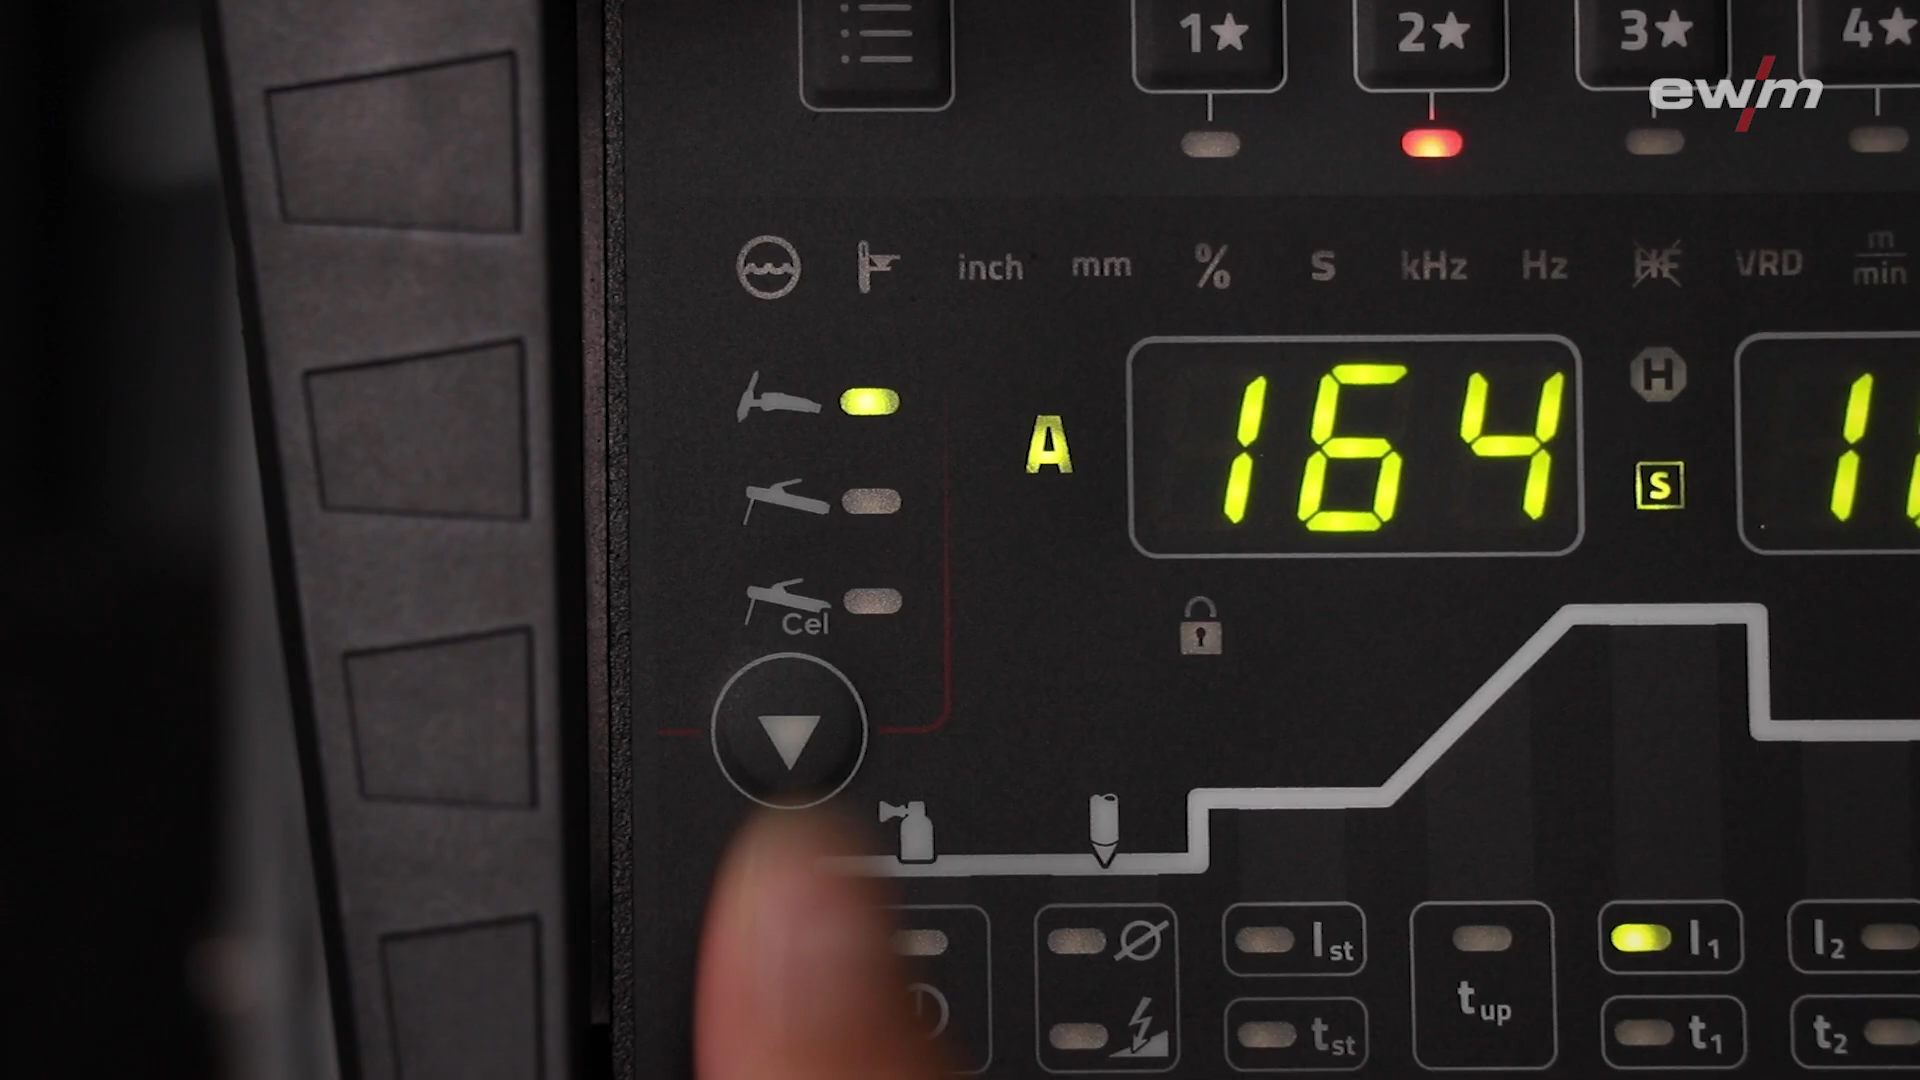 1★ 2★ 3★ 4★
ewm
inch mm % S kHz Hz VRD m/min
A 164 H
S
Cel
Ist I1 I2
tup
tst t1 t2